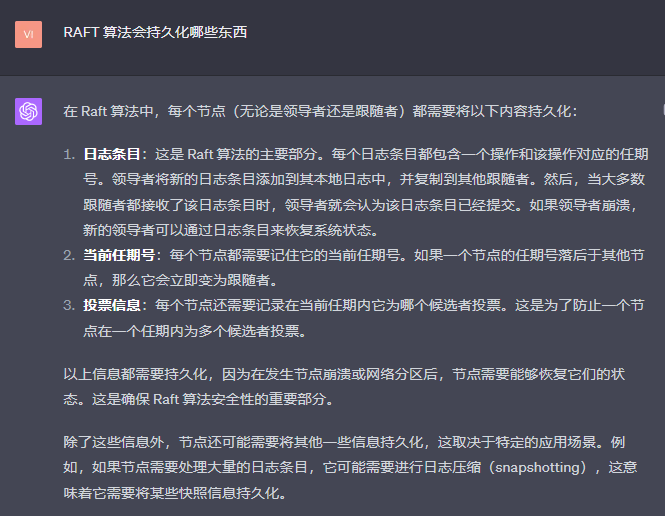 VI
RAFT 算法会持久化哪些东西
在 Raft 算法中，每个节点（无论是领导者还是跟随者）都需要将以下内容持久化：
1. 日志条目：这是 Raft 算法的主要部分。每个日志条目都包含一个操作和该操作对应的任期
号。领导者将新的日志条目添加到其本地日志中，并复制到其他跟随者。然后，当大多数
跟随者都接收了该日志条目时，领导者就会认为该日志条目已经提交。如果领导者崩溃，
新的领导者可以通过日志条目来恢复系统状态。
2. 当前任期号：每个节点都需要记住它的当前任期号。如果一个节点的任期号落后于其他节
点，那么它会立即变为跟随者。
3. 投票信息：每个节点还需要记录在当前任期内它为哪个候选者投票。这是为了防止一个节
点在一个任期内为多个候选者投票。
以上信息都需要持久化，因为在发生节点崩溃或网络分区后，节点需要能够恢复它们的状
态。这是确保 Raft 算法安全性的重要部分。
除了这些信息外，节点还可能需要将其他一些信息持久化，这取决于特定的应用场景。例
如，如果节点需要处理大量的日志条目，它可能需要进行日志压缩（snapshotting），这意
味着它需要将某些快照信息持久化。